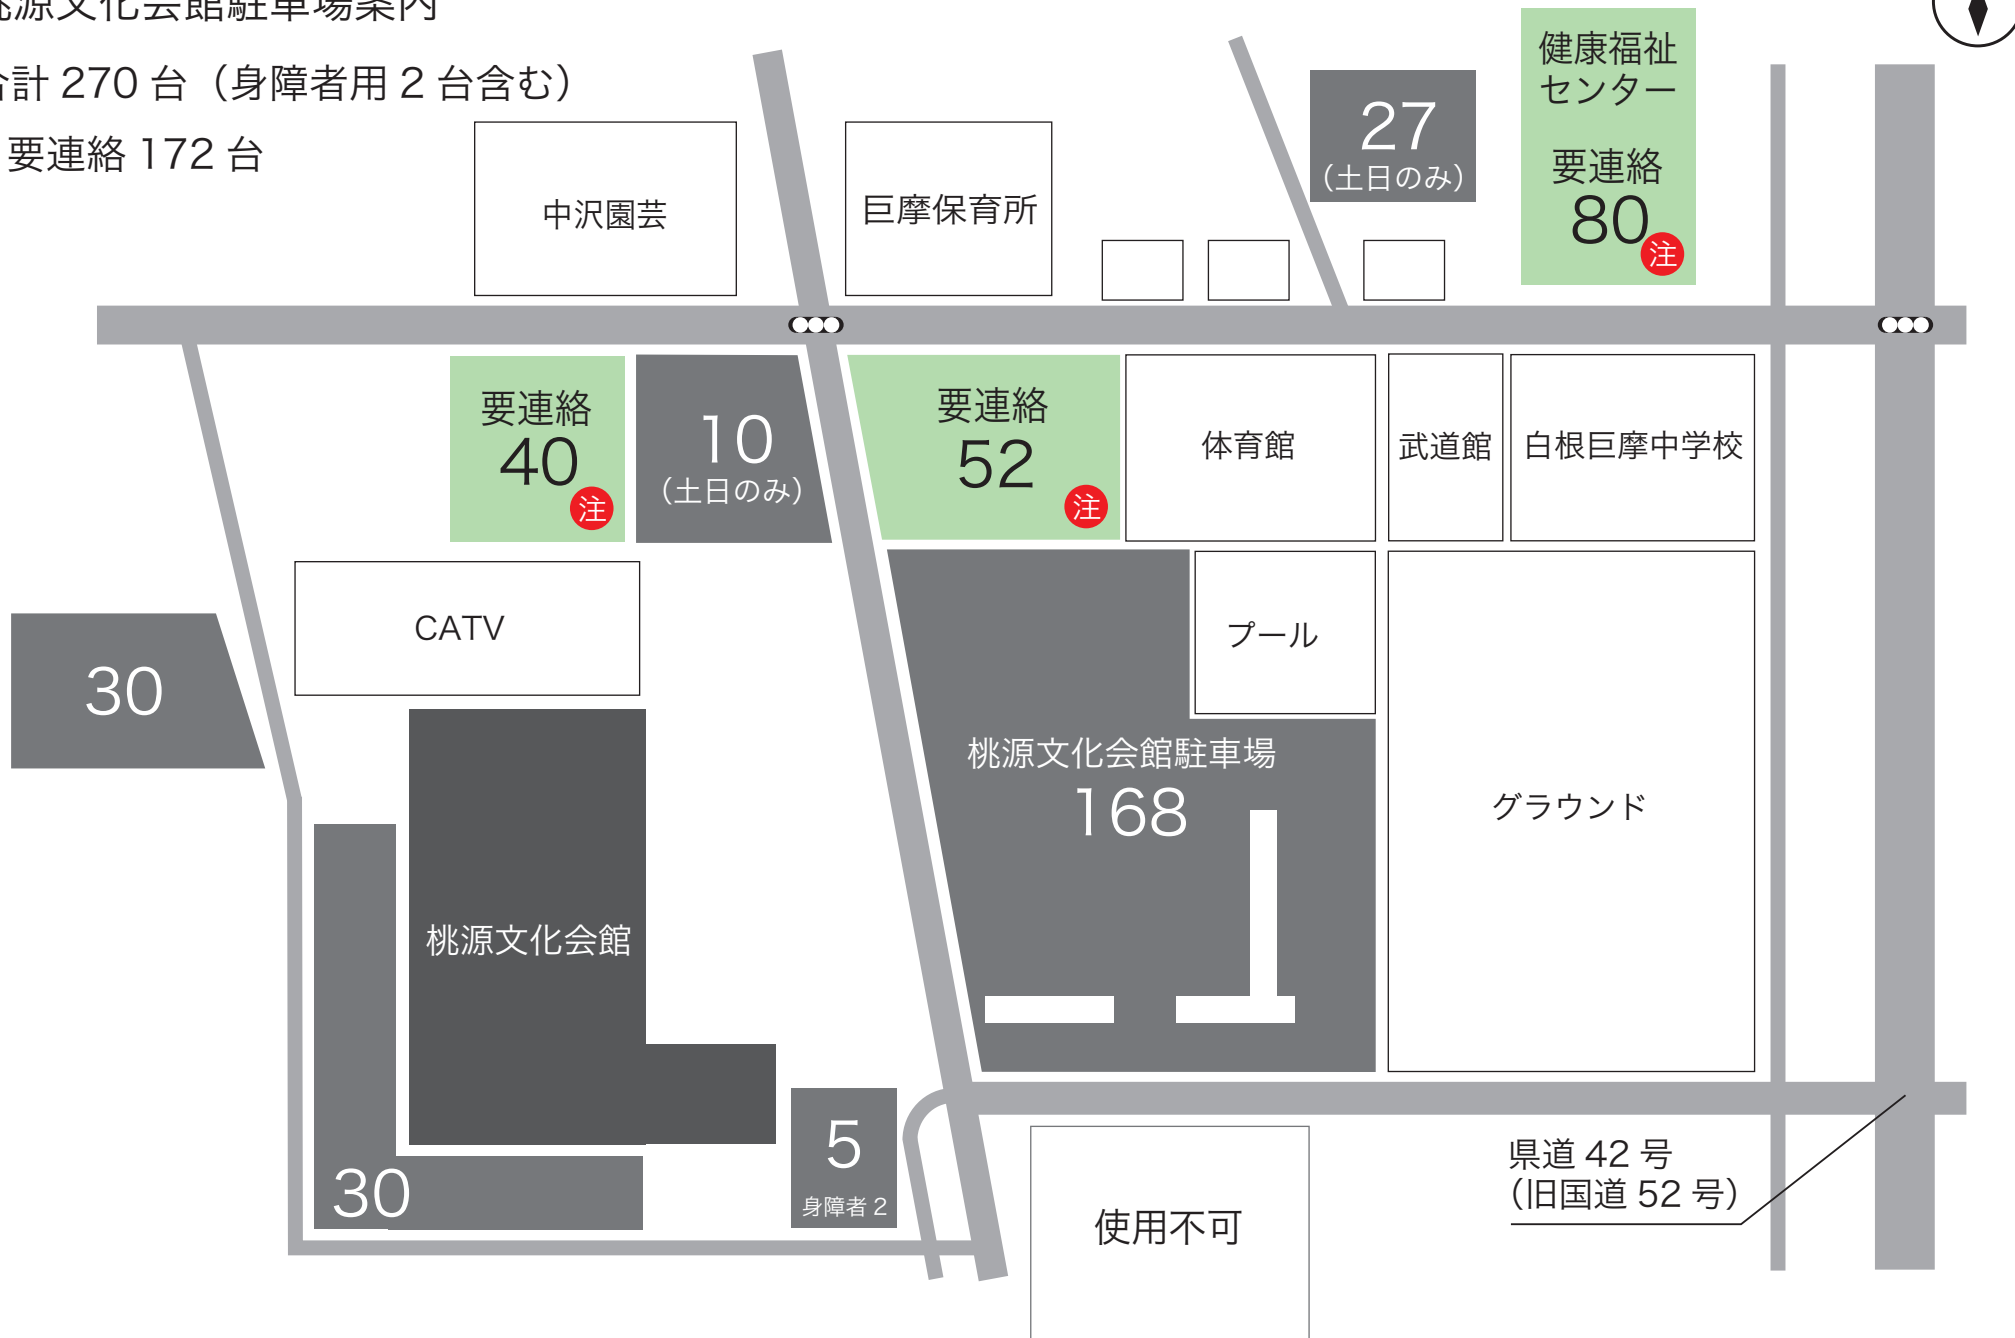 桃源文化会館駐車場案内
合計 270 台（身障者用 2 台含む）
要連絡 172 台
健康福祉
センター
要連絡
80
注
27
（土日のみ）
中沢園芸
巨摩保育所
要連絡
40
注
10
（土日のみ）
要連絡
52
注
体育館
武道館
白根巨摩中学校
CATV
プール
30
桃源文化会館駐車場
168
グラウンド
桃源文化会館
30
5
身障者 2
使用不可
県道 42 号
（旧国道 52 号）